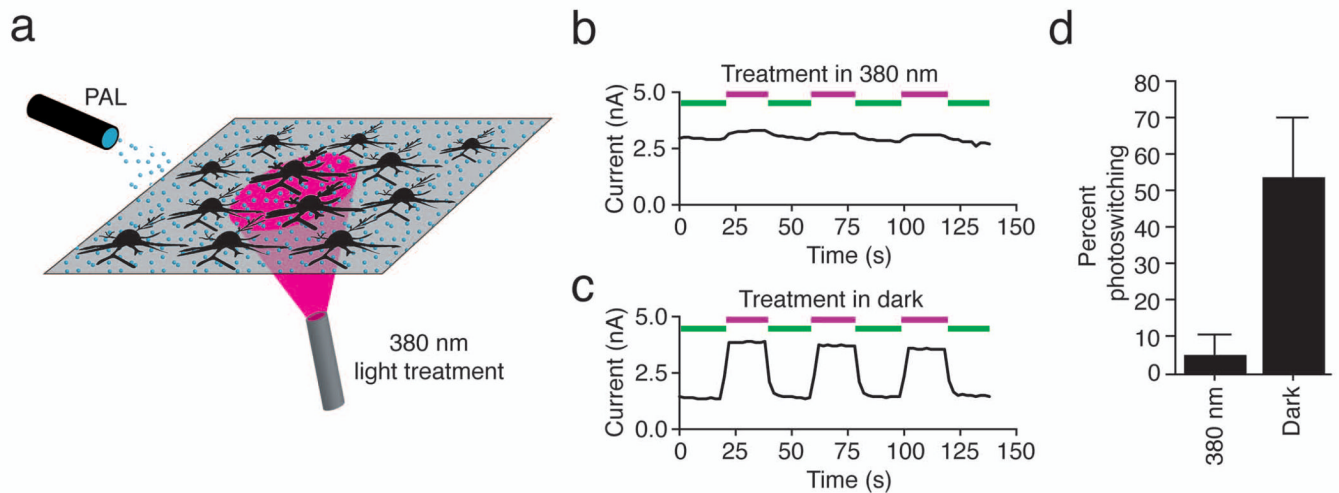 a
PAL
380 nm
light treatment
b
Treatment in 380 nm
Current (nA)
5.0
2.5
0.0
0 25 50 75 100 125 150
Time (s)
c
Treatment in dark
Current (nA)
5.0
2.5
0.0
0 25 50 75 100 125 150
Time (s)
d
Percent
photoswitching
80
70
60
50
40
30
20
10
0
380 nm
Dark